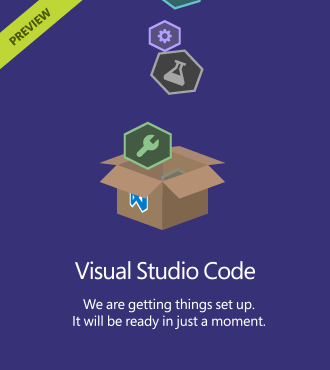 PREVIEW
Visual Studio Code
We are getting things set up.
It will be ready in just a moment.